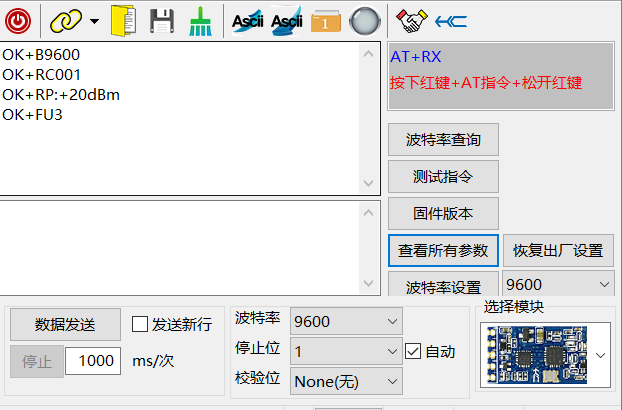 Ascii
Ascii
1
OK+B9600
OK+RC001
OK+RP:+20dBm
OK+FU3
AT+RX
按下红键+AT指令+松开红键
波特率查询
测试指令
固件版本
查看所有参数
恢复出厂设置
波特率设置
9600
数据发送
发送新行
停止
1000
ms/次
波特率
9600
停止位
1
自动
校验位
None(无)
选择模块